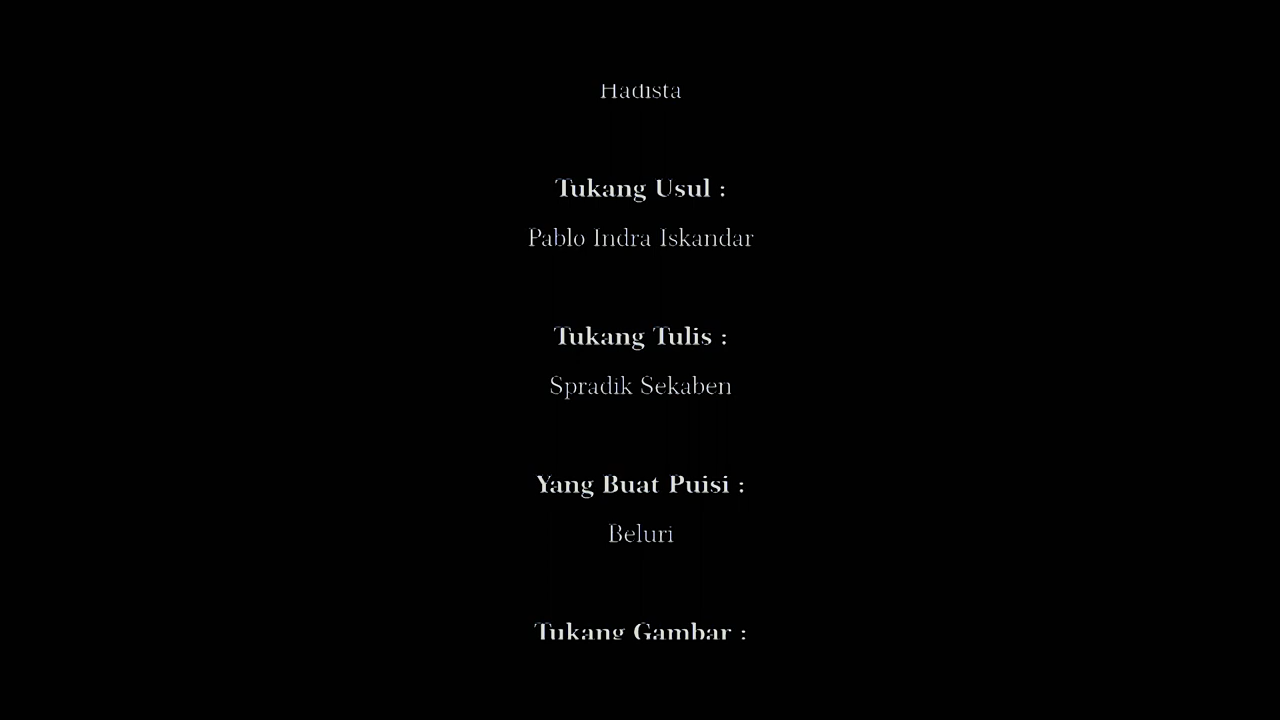 Hadista
Tukang Usul :
Pablo Indra Iskandar
Tukang Tulis :
Spradik Sekaben
Yang Buat Puisi :
Beluri
Tukang Gambar :